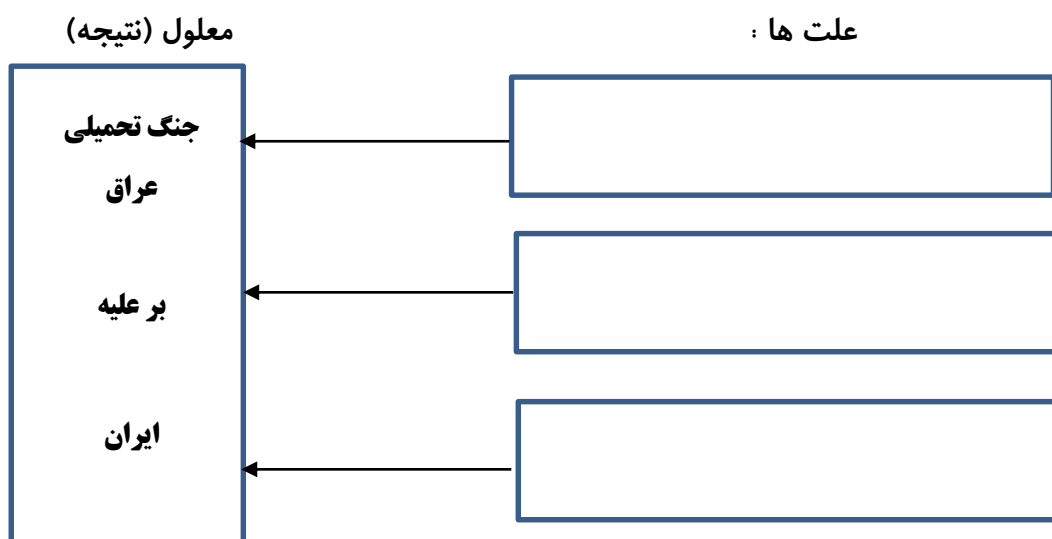 علت ها :
معلول (نتیجه)
جنگ تحمیلی
عراق
بر علیه
ایران